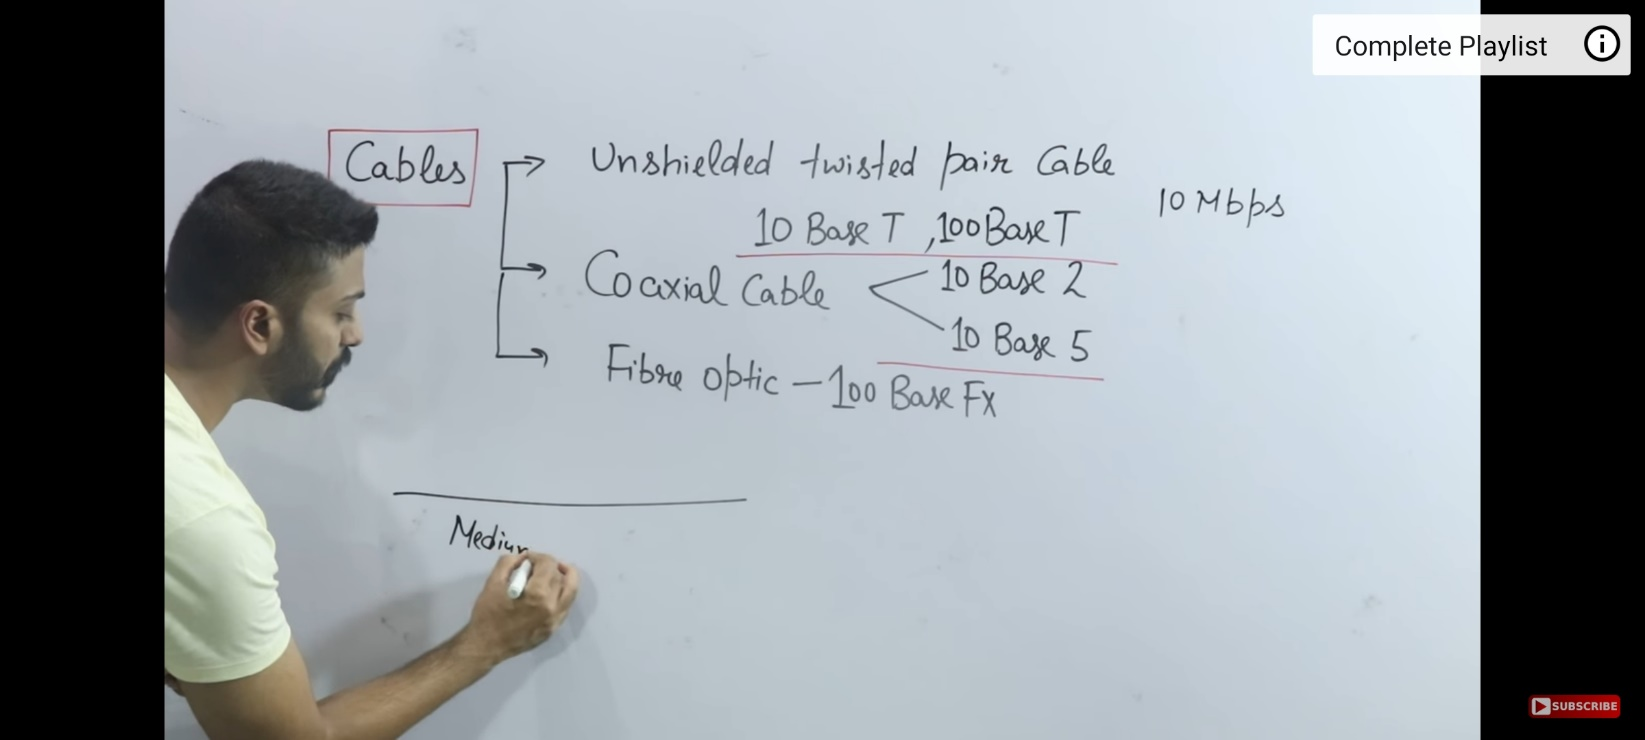 Complete Playlist
Cables
Unshielded twisted pair Cable
10 Mbps
10 Base T , 100 Base T
Coaxial Cable
10 Base 2
10 Base 5
Fibre optic — 100 Base Fx
Medium
SUBSCRIBE